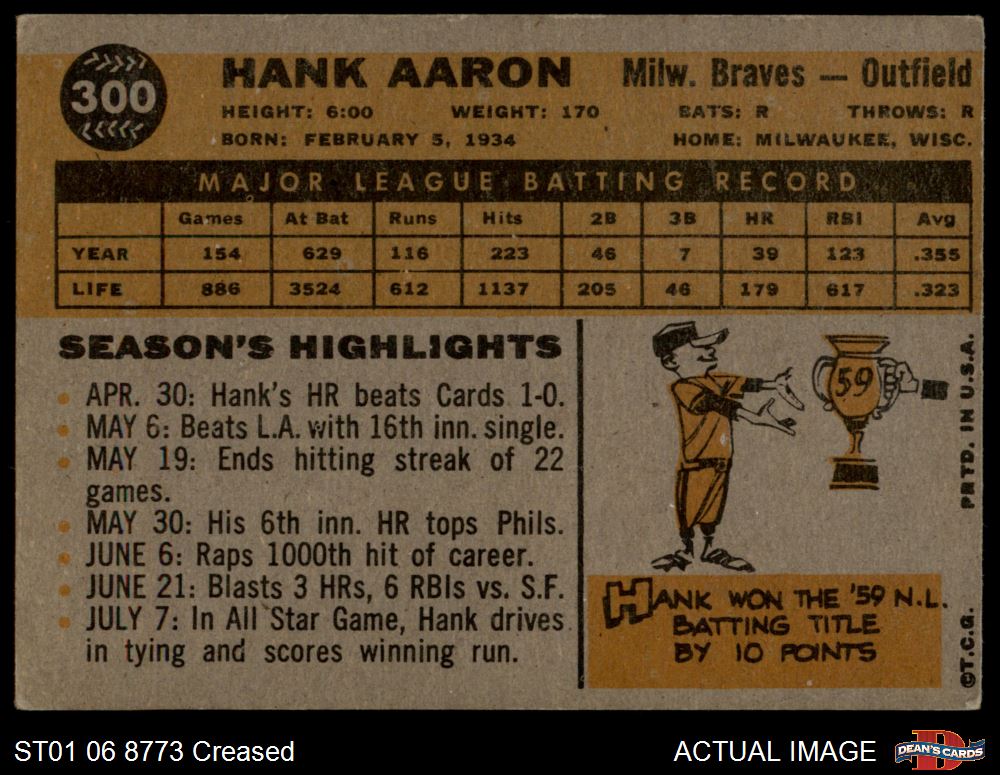 300
HANK AARON Milw. Braves — Outfield
HEIGHT: 6:00 WEIGHT: 170 BATS: R THROWS: R
BORN: FEBRUARY 5, 1934 HOME: MILWAUKEE, WISC.
MAJOR LEAGUE BATTING RECORD
Games At Bat Runs Hits 2B 3B HR RBI Avg
YEAR 154 629 116 223 46 7 39 123 .355
LIFE 886 3524 612 1137 205 46 179 617 .323
SEASON'S HIGHLIGHTS
APR. 30: Hank's HR beats Cards 1-0.
MAY 6: Beats L.A. with 16th inn. single.
MAY 19: Ends hitting streak of 22
games.
MAY 30: His 6th inn. HR tops Phils.
JUNE 6: Raps 1000th hit of career.
JUNE 21: Blasts 3 HRs, 6 RBIs vs. S.F.
JULY 7: In All Star Game, Hank drives
in tying and scores winning run.
59
HANK WON THE '59 N.L.
BATTING TITLE
BY 10 POINTS
©T.C.G. PRTD. IN U.S.A.
ST01 06 8773 Creased ACTUAL IMAGE
D
DEAN'S CARDS